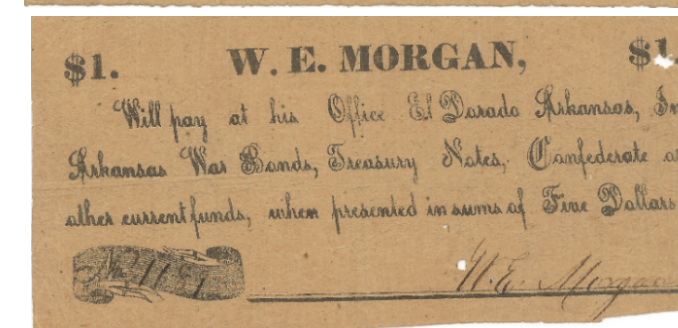 $1. W. E. MORGAN, $1.
Will pay at his Office El Dorado Arkansas, In
Arkansas War Bonds, Treasury Notes, Confederate
other current funds, when presented in sums of Five Dollars
No. W. E. Morgan